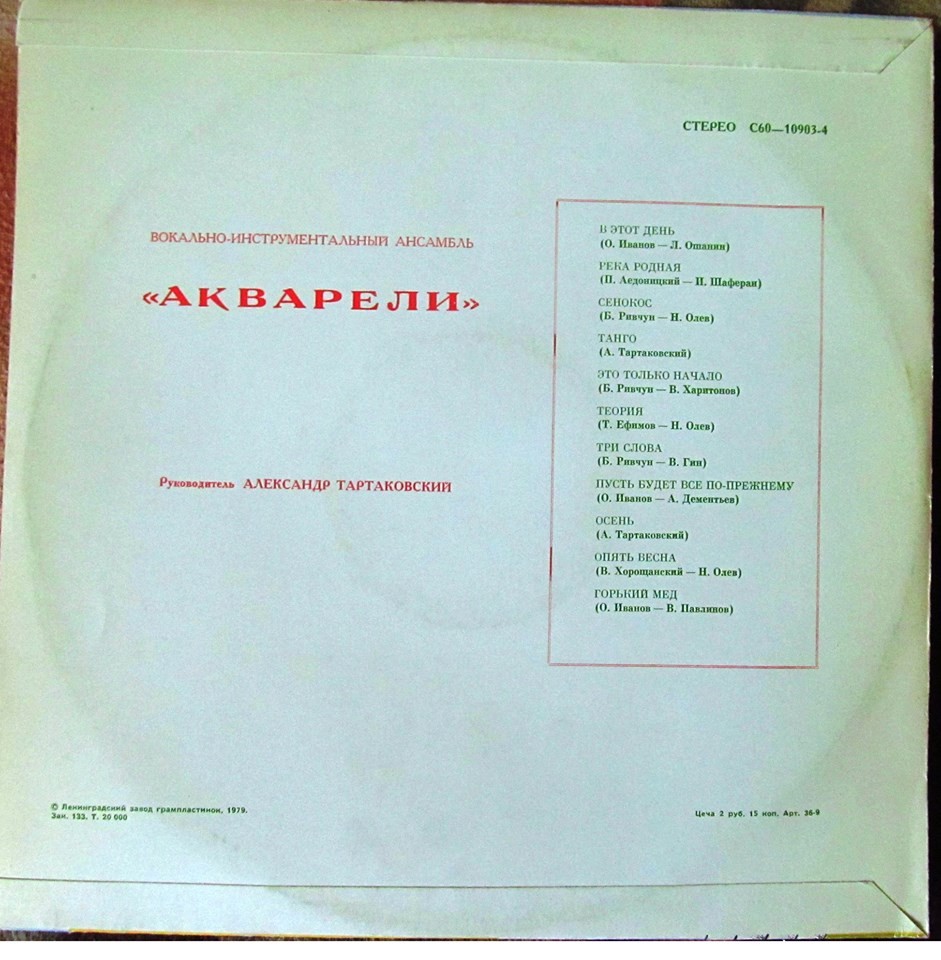 СТЕРЕО С60—10903-4
ВОКАЛЬНО-ИНСТРУМЕНТАЛЬНЫЙ АНСАМБЛЬ
«АКВАРЕЛИ»
Руководитель АЛЕКСАНДР ТАРТАКОВСКИЙ
В ЭТОТ ДЕНЬ
(О. Иванов — Л. Ошанин)
РЕКА РОДНАЯ
(П. Аедоницкий — И. Шаферан)
СЕНОКОС
(Б. Ривчун — Н. Олев)
ТАНГО
(А. Тартаковский)
ЭТО ТОЛЬКО НАЧАЛО
(Б. Ривчун — В. Харитонов)
ТЕОРИЯ
(Т. Ефимов — Н. Олев)
ТРИ СЛОВА
(Б. Ривчун — В. Гин)
ПУСТЬ БУДЕТ ВСЕ ПО-ПРЕЖНЕМУ
(О. Иванов — А. Дементьев)
ОСЕНЬ
(А. Тартаковский)
ОПЯТЬ ВЕСНА
(В. Хорощанский — Н. Олев)
ГОРЬКИЙ МЕД
(О. Иванов — В. Павлинов)
© Ленинградский завод грампластинок, 1979.
Зак. 133. Т. 20 000
Цена 2 руб. 15 коп. Арт. 36-9